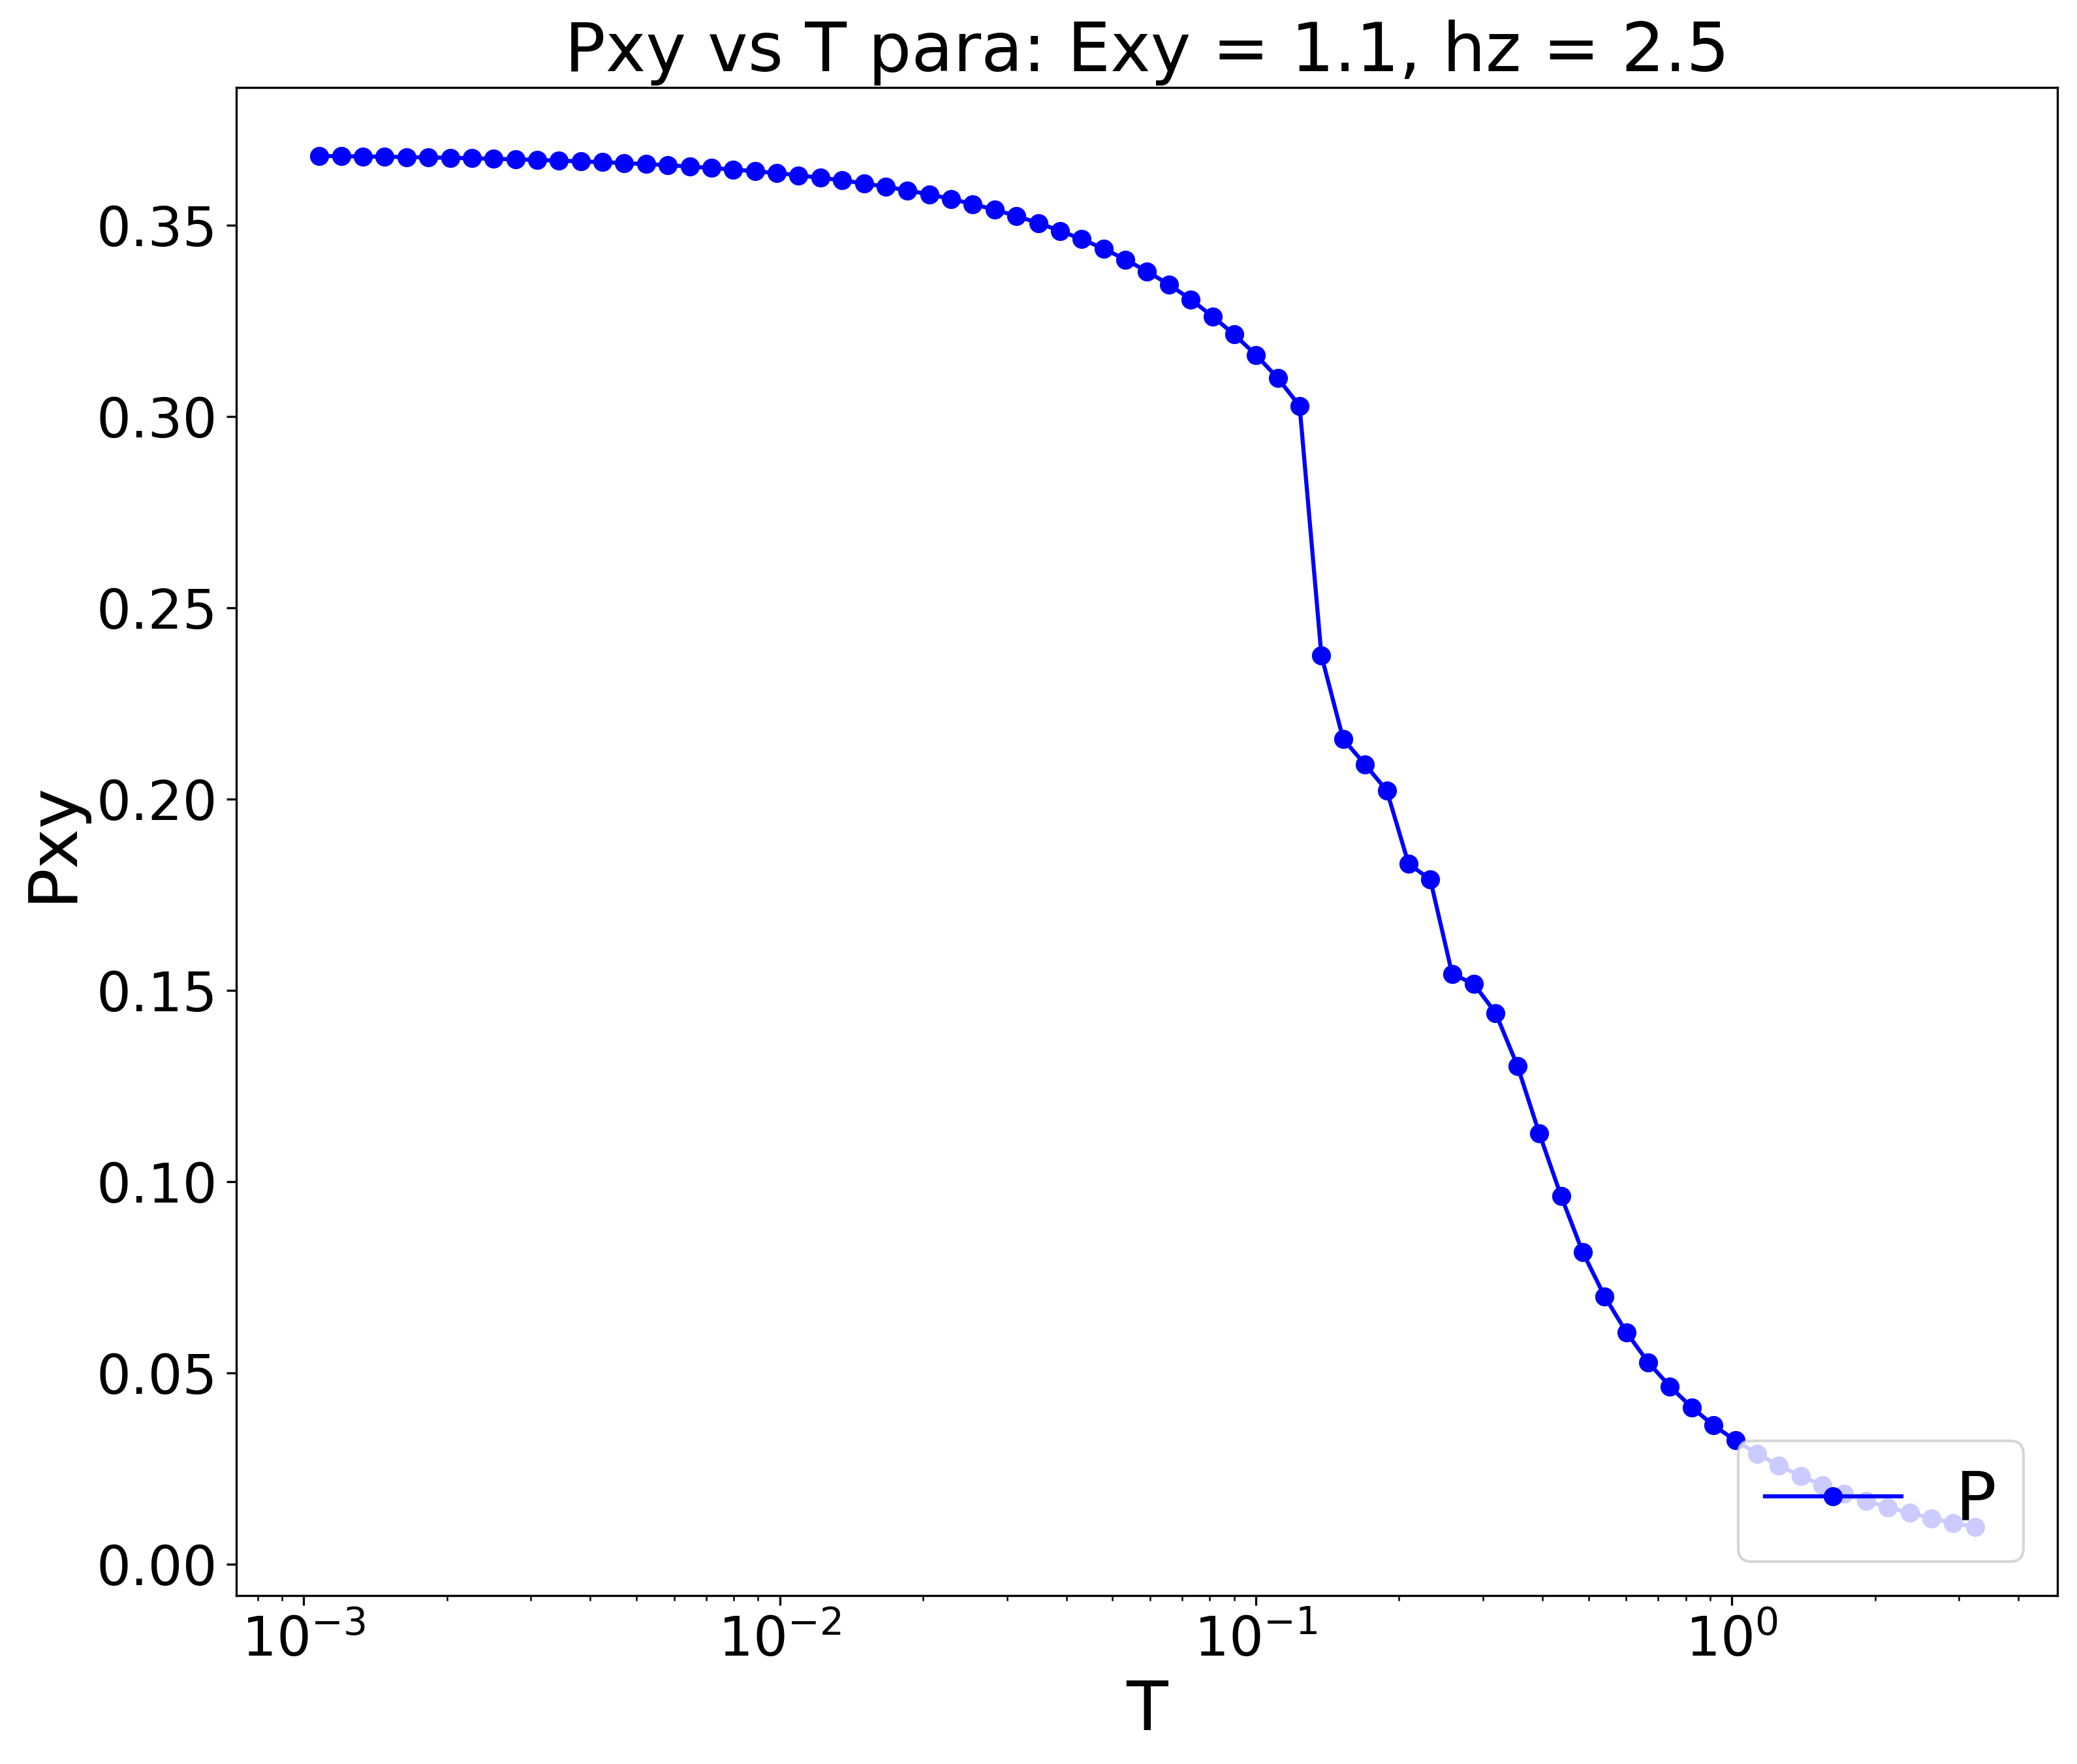 Pxy vs T para: Exy = 1.1, hz = 2.5
Pxy
0.35
0.30
0.25
0.20
0.15
0.10
0.05
0.00
P
10⁻³ 10⁻² 10⁻¹ 10⁰
T